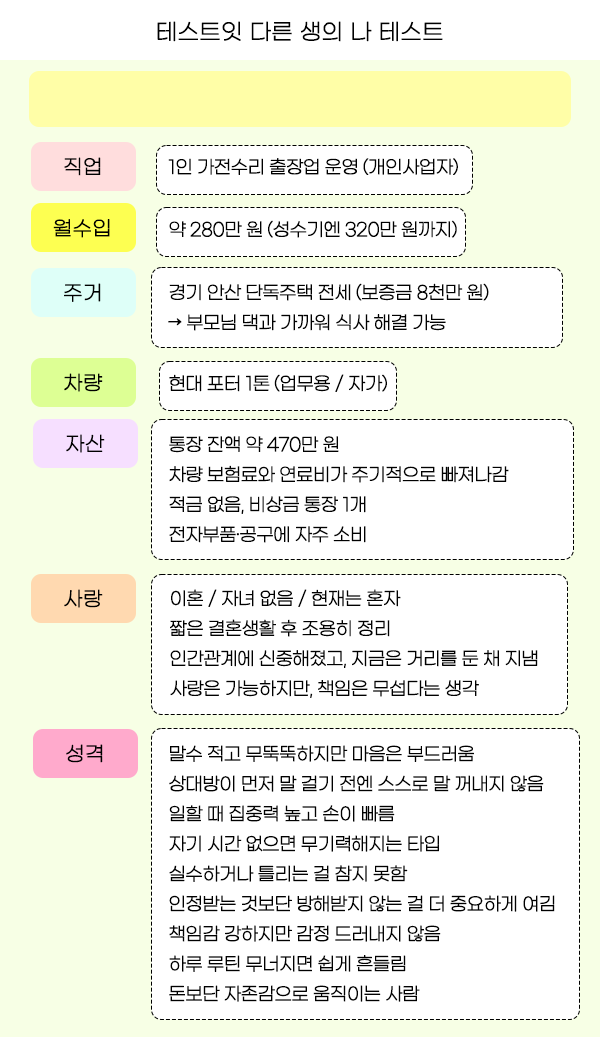 테스트잇 다른 생의 나 테스트
직업
1인 가전수리 출장업 운영 (개인사업자)
월수입
약 280만 원 (성수기엔 320만 원까지)
주거
경기 안산 단독주택 전세 (보증금 8천만 원)
→ 부모님 댁과 가까워 식사 해결 가능
차량
현대 포터 1톤 (업무용 / 자가)
자산
통장 잔액 약 470만 원
차량 보험료와 연료비가 주기적으로 빠져나감
적금 없음, 비상금 통장 1개
전자부품·공구에 자주 소비
사랑
이혼 / 자녀 없음 / 현재는 혼자
짧은 결혼생활 후 조용히 정리
인간관계에 신중해졌고, 지금은 거리를 둔 채 지냄
사랑은 가능하지만, 책임은 무섭다는 생각
성격
말수 적고 무뚝뚝하지만 마음은 부드러움
상대방이 먼저 말 걸기 전엔 스스로 말 꺼내지 않음
일할 때 집중력 높고 손이 빠름
자기 시간 없으면 무기력해지는 타입
실수하거나 틀리는 걸 참지 못함
인정받는 것보단 방해받지 않는 걸 더 중요하게 여김
책임감 강하지만 감정 드러내지 않음
하루 루틴 무너지면 쉽게 흔들림
돈보단 자존감으로 움직이는 사람